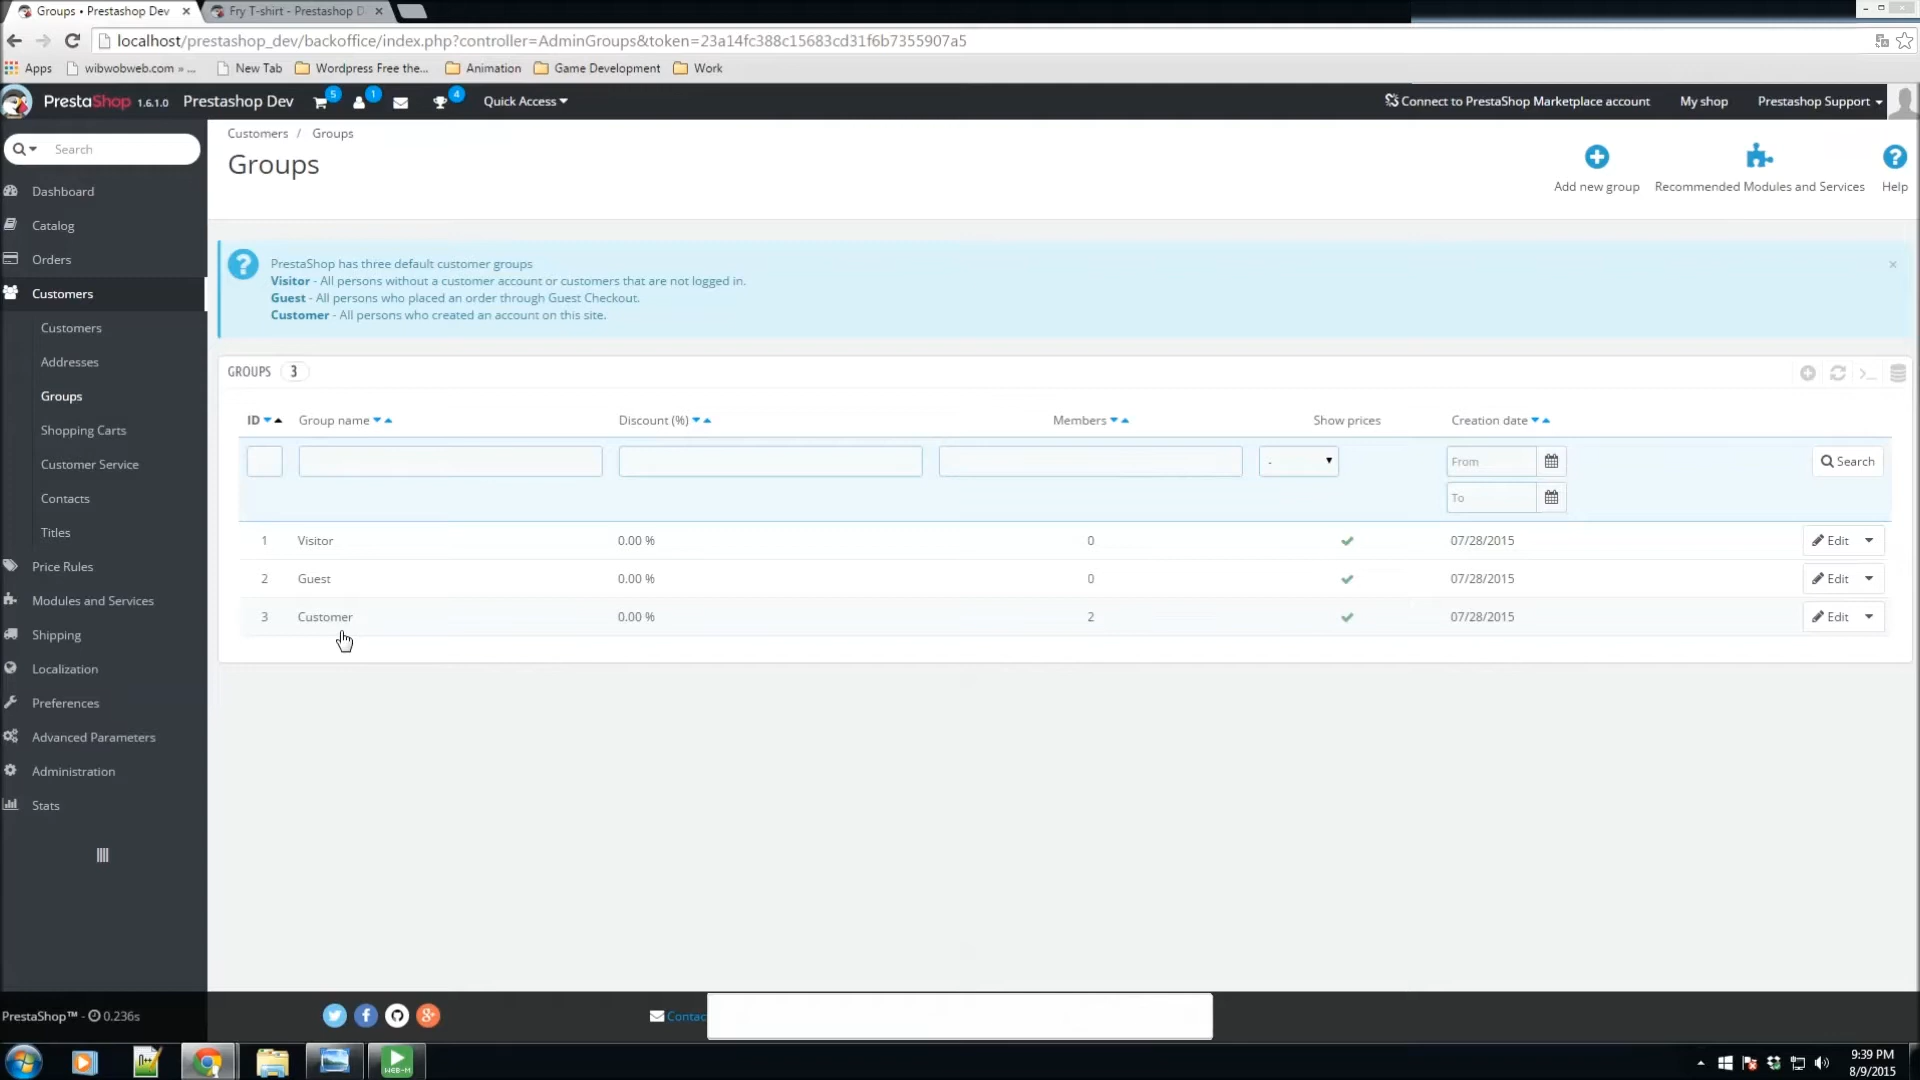 Groups • Prestashop Dev
Fry T-shirt - Prestashop D
localhost/prestashop_dev/backoffice/index.php?controller=AdminGroups&token=23a14fc388c15683cd31f6b7355907a5
Apps
wibwobweb.com » ...
New Tab
Wordpress Free the...
Animation
Game Development
Work
PrestaShop 1.6.1.0
Prestashop Dev
5
1
4
Quick Access
Connect to PrestaShop Marketplace account
My shop
Prestashop Support
Search
Dashboard
Catalog
Orders
Customers
Customers
Addresses
Groups
Shopping Carts
Customer Service
Contacts
Titles
Price Rules
Modules and Services
Shipping
Localization
Preferences
Advanced Parameters
Administration
Stats
Customers / Groups
Groups
Add new group
Recommended Modules and Services
Help
PrestaShop has three default customer groups
Visitor - All persons without a customer account or customers that are not logged in.
Guest - All persons who placed an order through Guest Checkout.
Customer - All persons who created an account on this site.
GROUPS 3
ID Group name Discount (%) Members Show prices Creation date
- From Search
To
1 Visitor 0.00 % 0 07/28/2015 Edit
2 Guest 0.00 % 0 07/28/2015 Edit
3 Customer 0.00 % 2 07/28/2015 Edit
PrestaShop™ - 0.236s
Contac
WEB-M
9:39 PM
8/9/2015